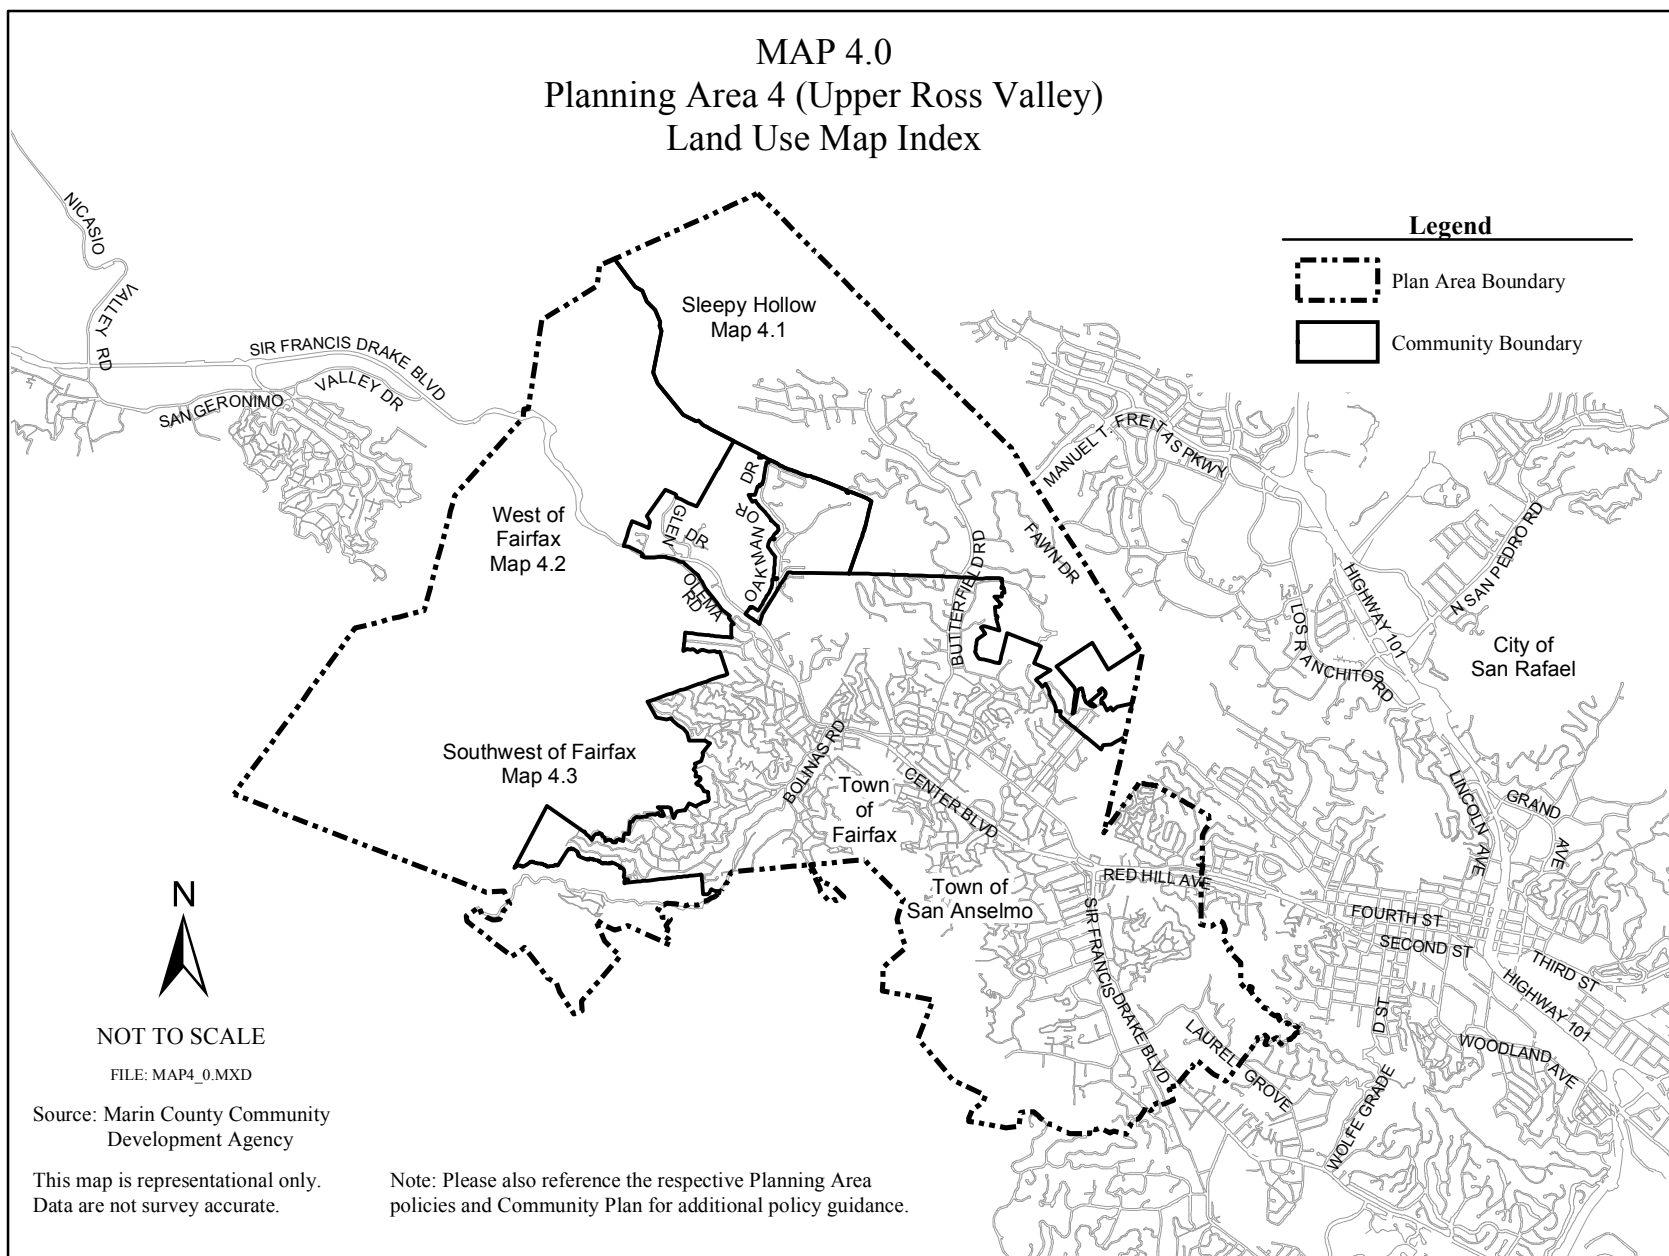 MAP 4.0
Planning Area 4 (Upper Ross Valley)
Land Use Map Index
Legend
Plan Area Boundary
Community Boundary
NICASIO
VALLEY RD
SIR FRANCIS DRAKE BLVD
SAN GERONIMO
VALLEY DR
Sleepy Hollow
Map 4.1
MANUEL T. FREITAS PKWY
West of
Fairfax
Map 4.2
GLEN
DR
OAK MANOR
DR
OLEMA
RD
BUTTERFIELD RD
FAWN DR
HIGHWAY 101
N SAN PEDRO RD
LOS RANCHITOS
RD
City of
San Rafael
Southwest of Fairfax
Map 4.3
BOLINAS RD
Town
of
Fairfax
CENTER BLVD
LINCOLN AVE
GRAND
AVE
Town of
San Anselmo
RED HILL AVE
SIR FRANCIS
DRAKE BLVD
FOURTH ST
SECOND ST
THIRD ST
HIGHWAY 101
D ST
LAUREL GROVE
WOODLAND AVE
WOLFE GRADE
N
NOT TO SCALE
FILE: MAP4_0.MXD
Source: Marin County Community
Development Agency
This map is representational only.
Data are not survey accurate.
Note: Please also reference the respective Planning Area
policies and Community Plan for additional policy guidance.